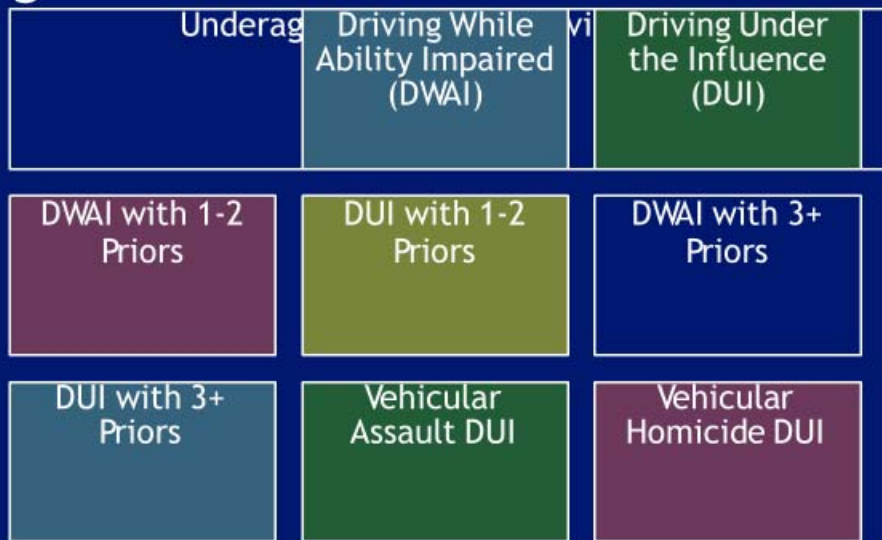 Driving While
Ability Impaired
(DWAI)
Driving Under
the Influence
(DUI)
DWAI with 1-2
Priors
DUI with 1-2
Priors
DWAI with 3+
Priors
DUI with 3+
Priors
Vehicular
Assault DUI
Vehicular
Homicide DUI